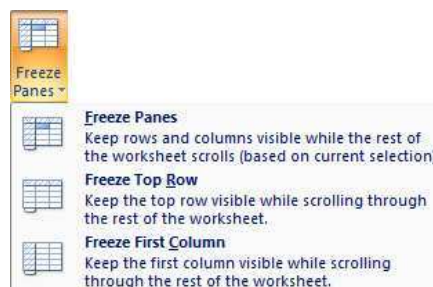 Freeze
Panes
Freeze Panes
Keep rows and columns visible while the rest of
the worksheet scrolls (based on current selection)
Freeze Top Row
Keep the top row visible while scrolling through
the rest of the worksheet.
Freeze First Column
Keep the first column visible while scrolling
through the rest of the worksheet.